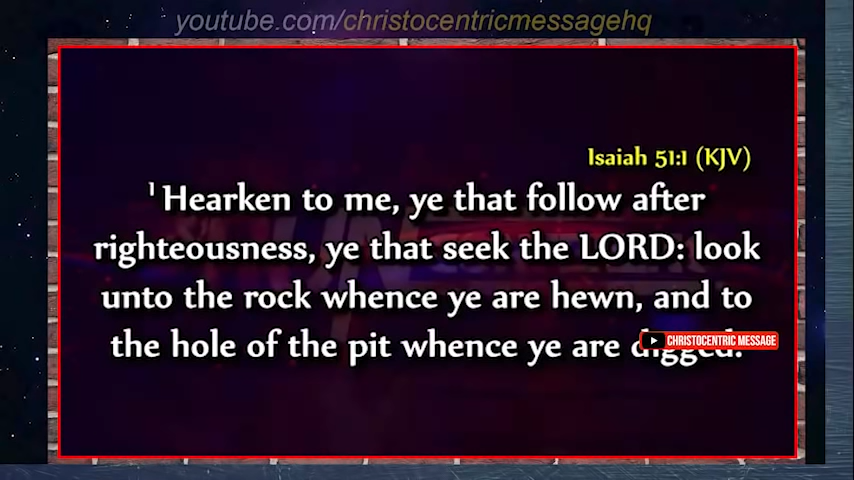 youtube.com/christocentricmessagehq
Isaiah 51:1 (KJV)
1 Hearken to me, ye that follow after
righteousness, ye that seek the LORD: look
unto the rock whence ye are hewn, and to
the hole of the pit whence ye are digged.
CHRISTOCENTRIC MESSAGE